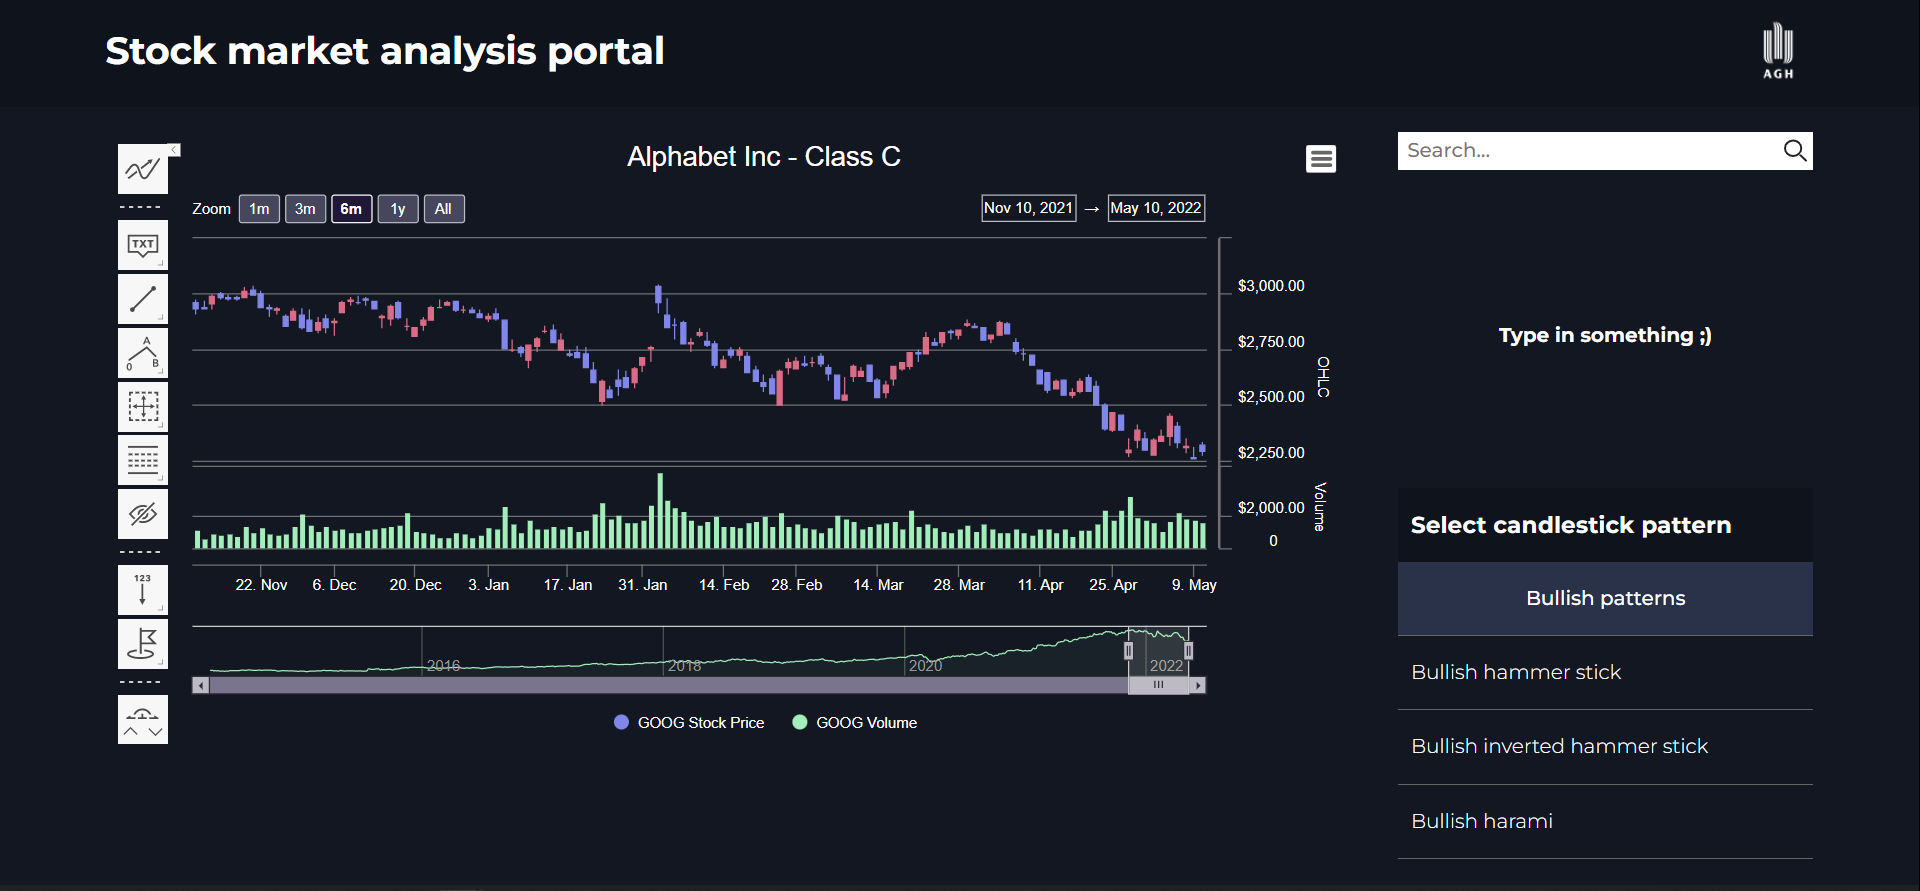 Stock market analysis portal
AGH
Alphabet Inc - Class C
Search...
Zoom 1m 3m 6m 1y All
Nov 10, 2021 → May 10, 2022
TXT
$3,000.00
Type in something ;)
$2,750.00
A
0 B
OHLC
$2,500.00
$2,250.00
Volume
$2,000.00
0
Select candlestick pattern
123
22. Nov 6. Dec 20. Dec 3. Jan 17. Jan 31. Jan 14. Feb 28. Feb 14. Mar 28. Mar 11. Apr 25. Apr 9. May
Bullish patterns
2016 2018 2020 2022
Bullish hammer stick
GOOG Stock Price GOOG Volume
Bullish inverted hammer stick
Bullish harami